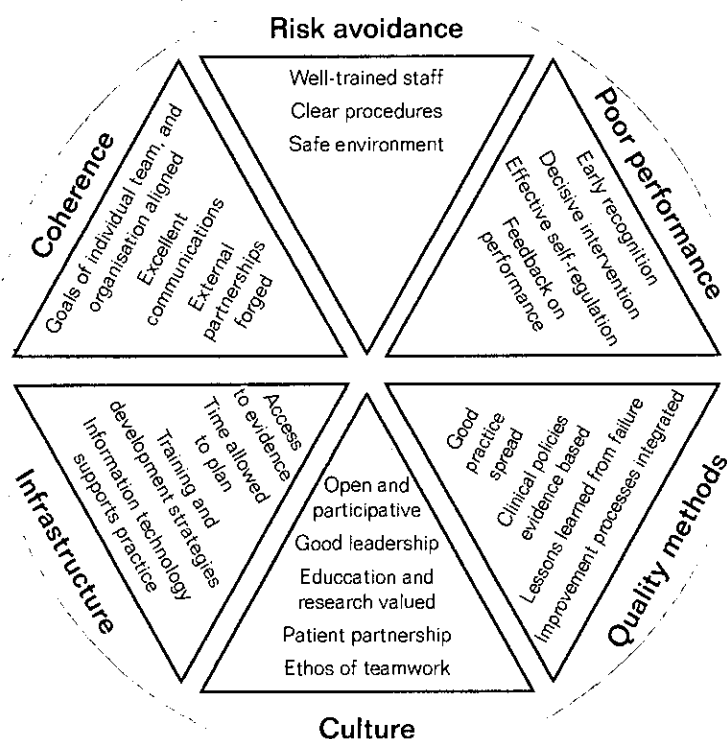 Risk avoidance
Well-trained staff
Clear procedures
Safe environment
Poor performance
Early recognition
Decisive intervention
Effective self-regulation
Feedback on
performance
Quality methods
Good
practice
spread
Clinical policies
evidence based
Lessons learned from failure
Improvement processes integrated
Culture
Open and
participative
Good leadership
Educcation and
research valued
Patient partnership
Ethos of teamwork
Infrastructure
Access
to evidence
Time allowed
to plan
Training and
development strategies
Information technology
supports practice
Coherence
Goals of individual team, and
organisation aligned
Excellent
communications
External
partnerships
forged